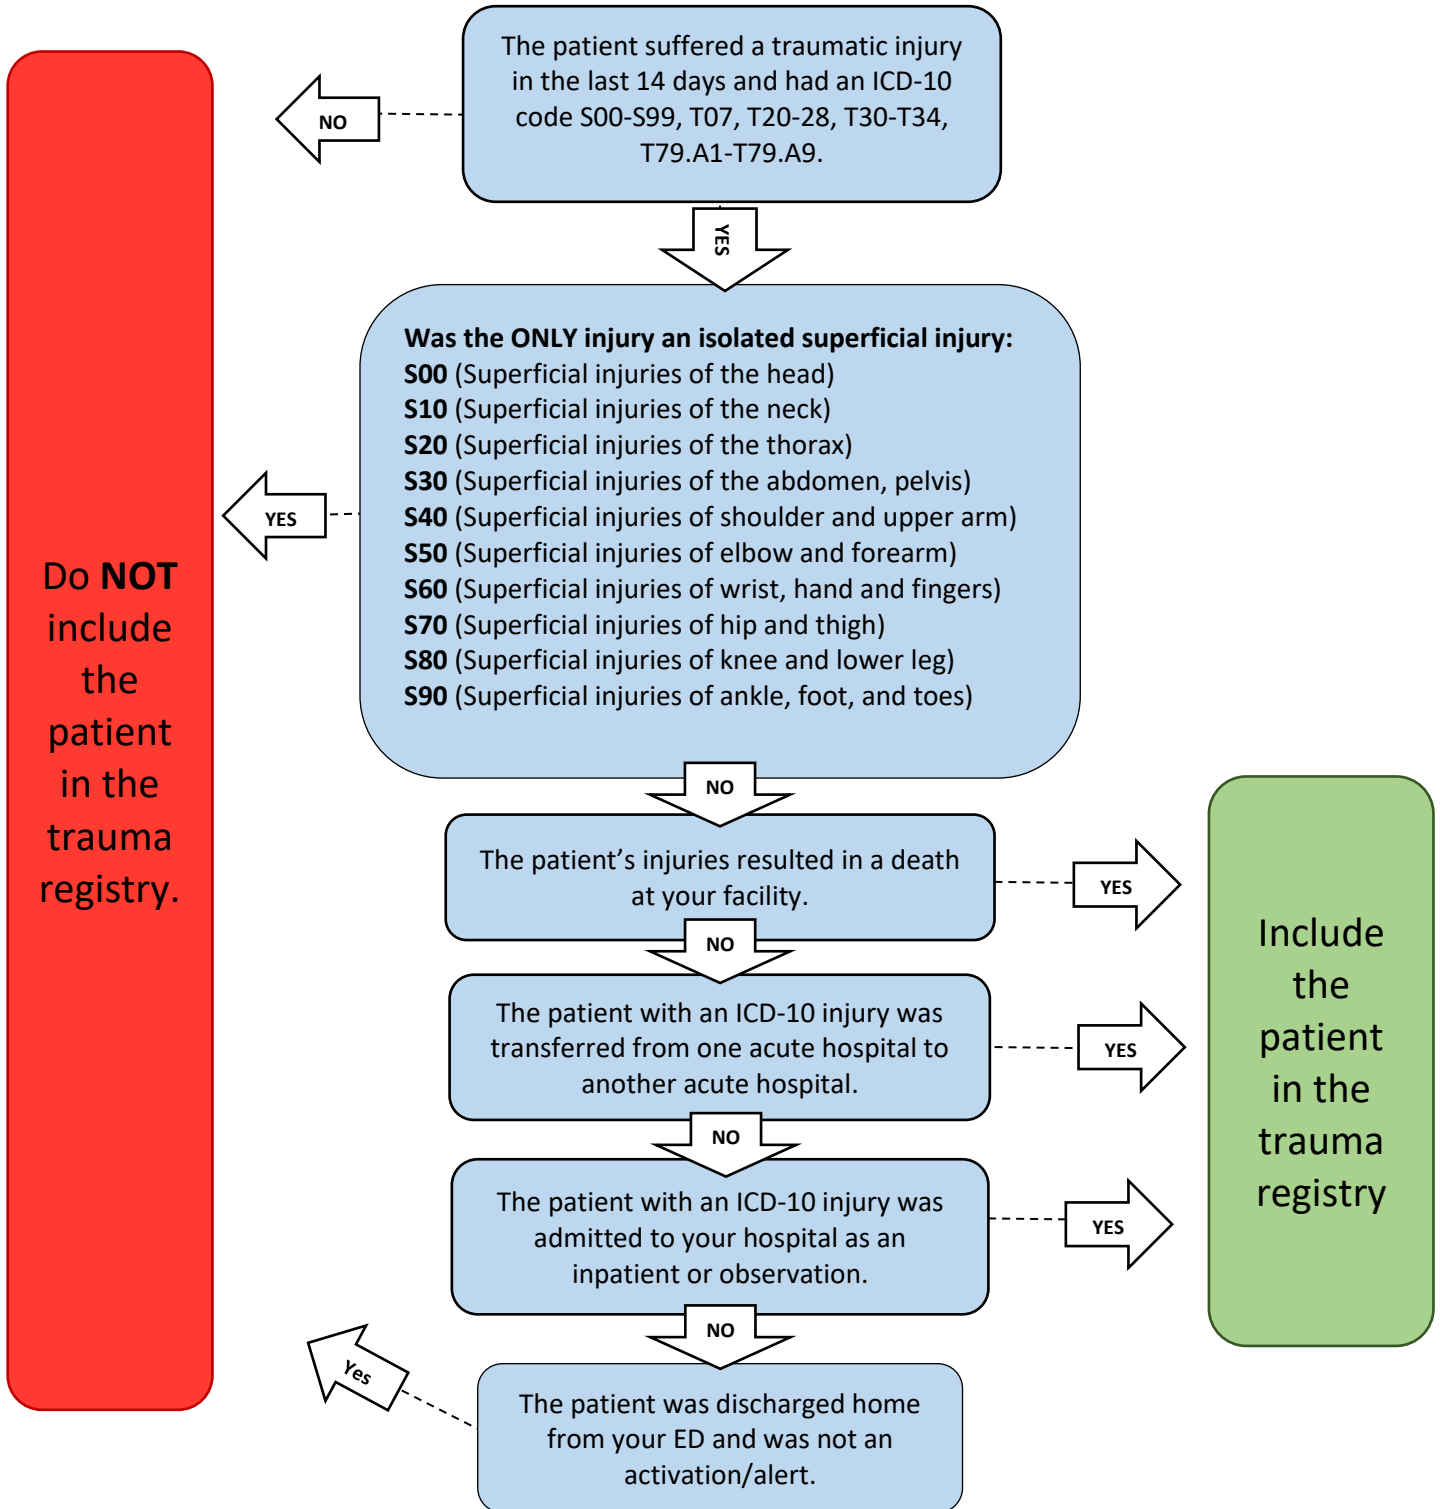 The patient suffered a traumatic injury
in the last 14 days and had an ICD-10
code S00-S99, T07, T20-28, T30-T34,
T79.A1-T79.A9.
NO
YES
Was the ONLY injury an isolated superficial injury:
S00 (Superficial injuries of the head)
S10 (Superficial injuries of the neck)
S20 (Superficial injuries of the thorax)
S30 (Superficial injuries of the abdomen, pelvis)
S40 (Superficial injuries of shoulder and upper arm)
S50 (Superficial injuries of elbow and forearm)
S60 (Superficial injuries of wrist, hand and fingers)
S70 (Superficial injuries of hip and thigh)
S80 (Superficial injuries of knee and lower leg)
S90 (Superficial injuries of ankle, foot, and toes)
YES
Do NOT
include
the
patient
in the
trauma
registry.
NO
The patient’s injuries resulted in a death
at your facility.
YES
NO
The patient with an ICD-10 injury was
transferred from one acute hospital to
another acute hospital.
YES
NO
The patient with an ICD-10 injury was
admitted to your hospital as an
inpatient or observation.
YES
Include
the
patient
in the
trauma
registry
NO
Yes
The patient was discharged home
from your ED and was not an
activation/alert.